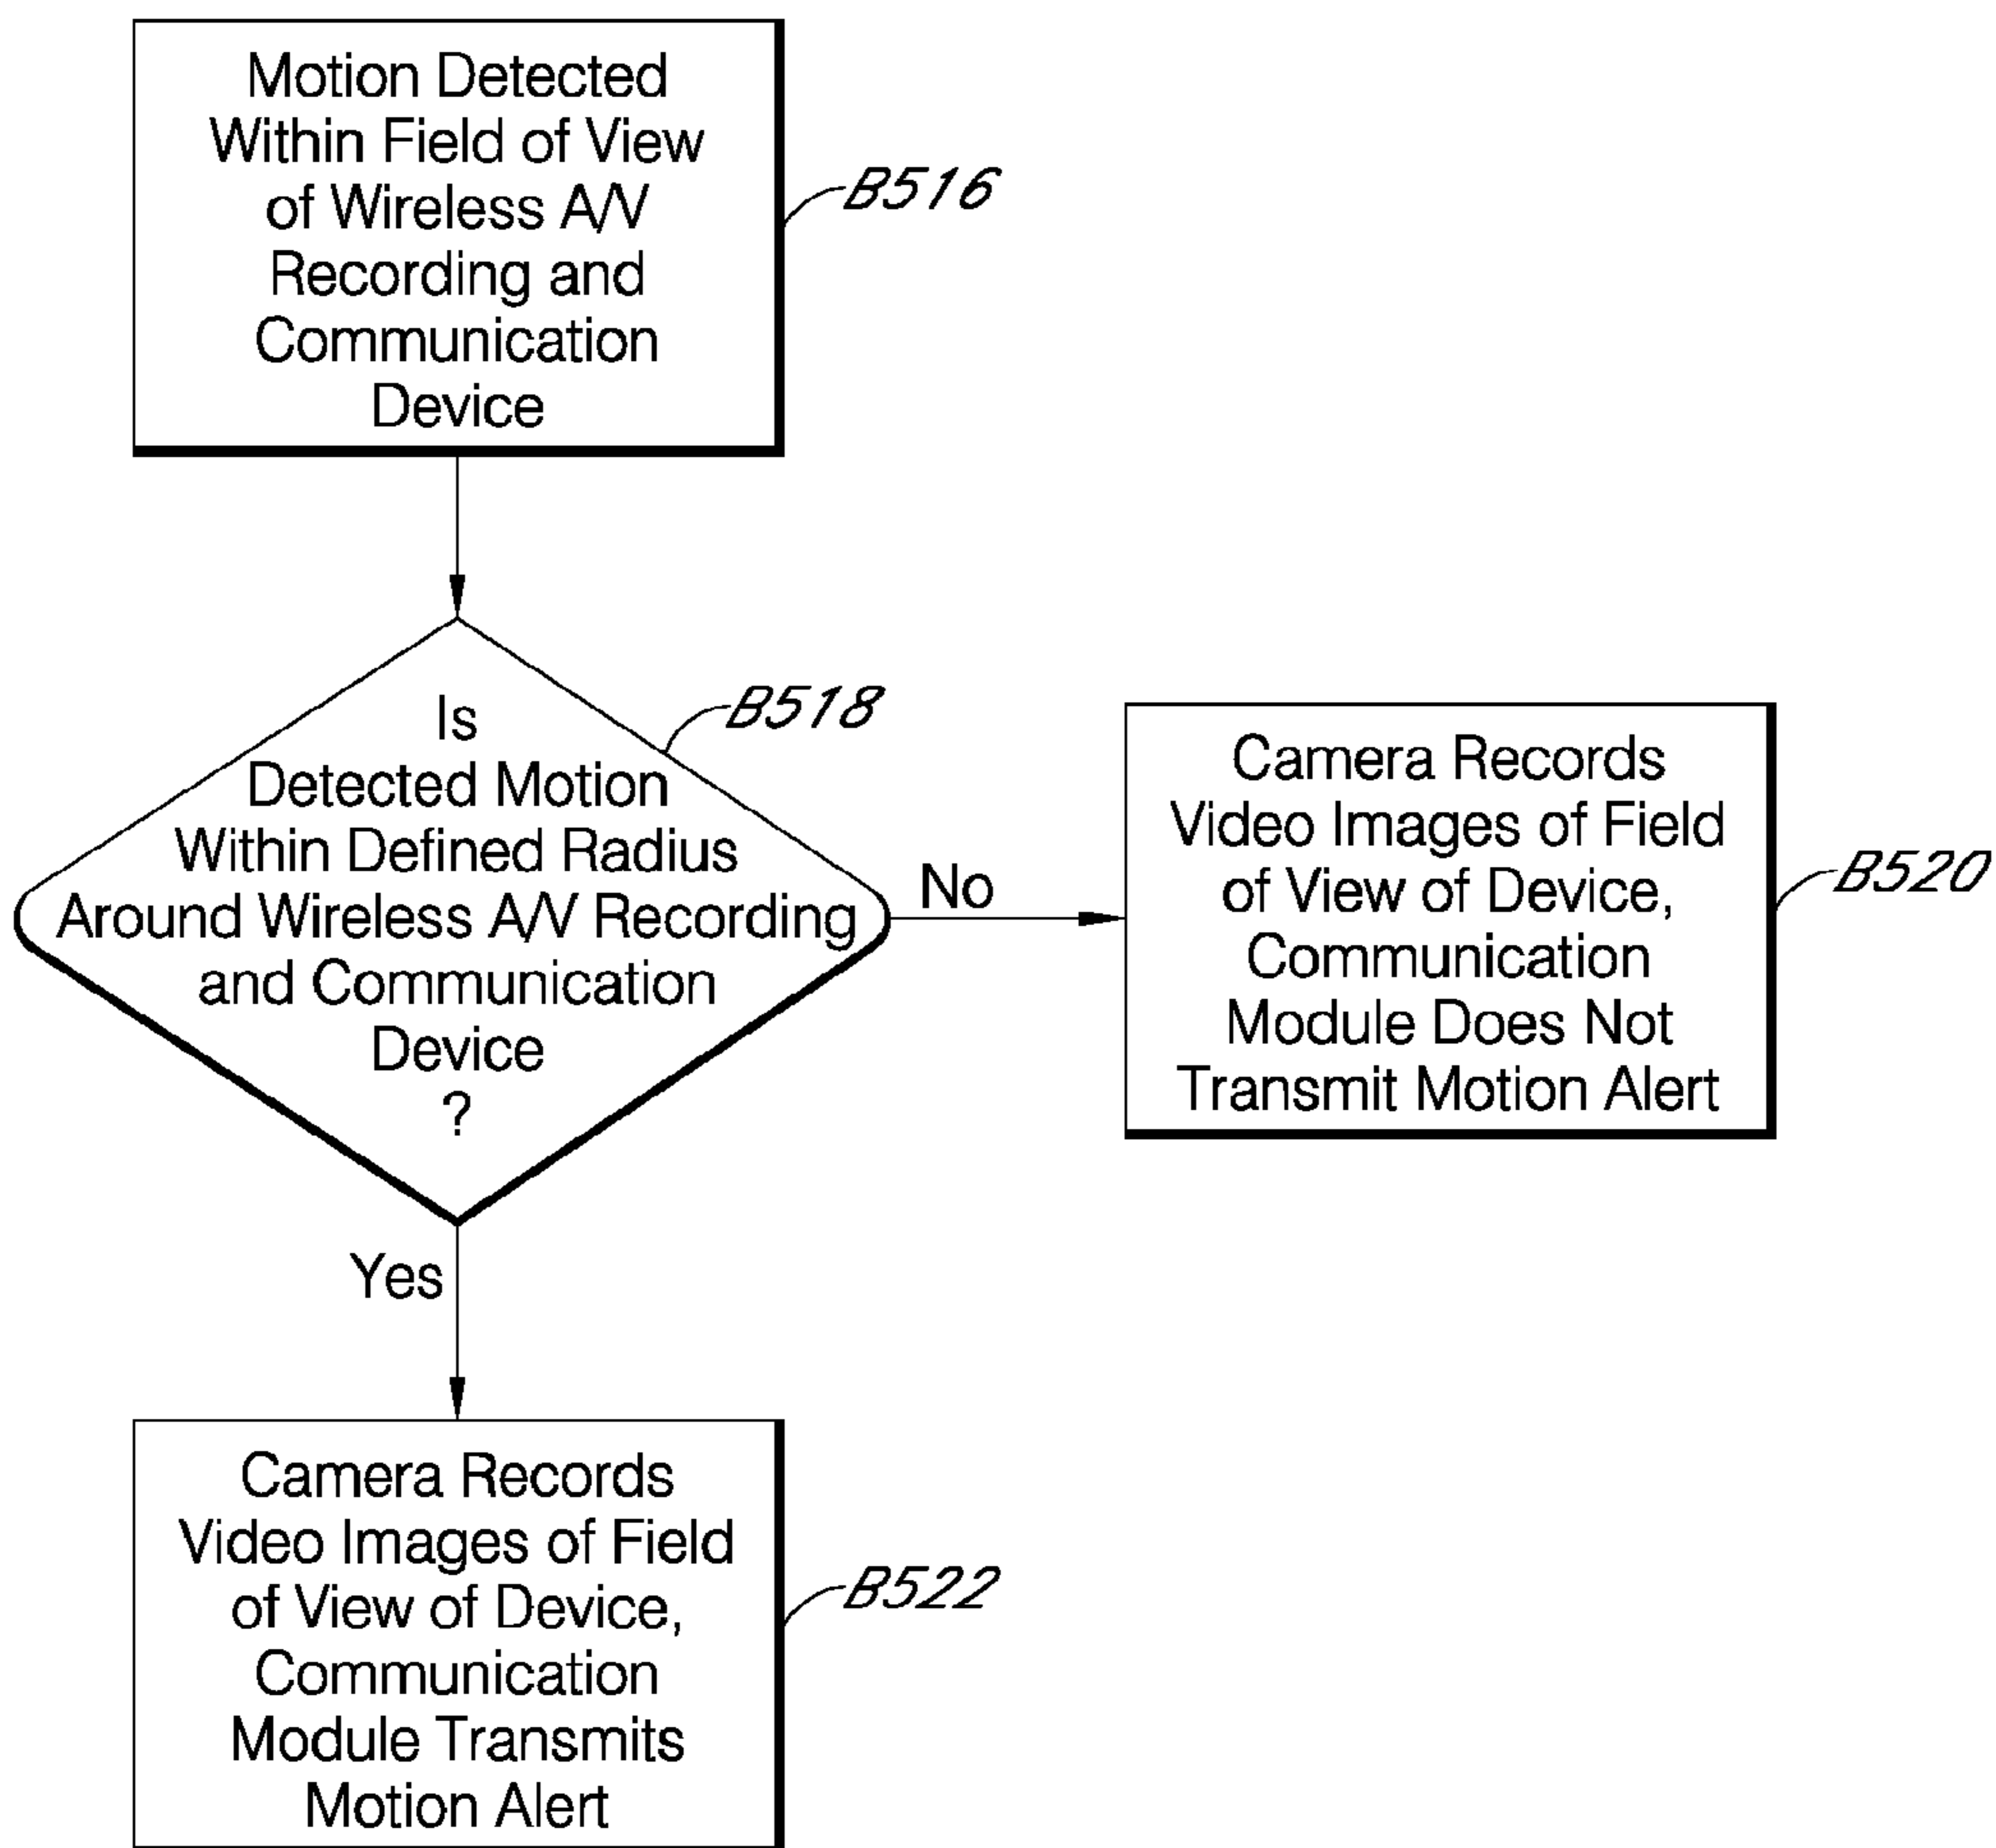 Motion Detected
Within Field of View
of Wireless A/V
Recording and
Communication
Device
B516
Is
Detected Motion
Within Defined Radius
Around Wireless A/V Recording
and Communication
Device
?
B518
No
Camera Records
Video Images of Field
of View of Device,
Communication
Module Does Not
Transmit Motion Alert
B520
Yes
Camera Records
Video Images of Field
of View of Device,
Communication
Module Transmits
Motion Alert
B522